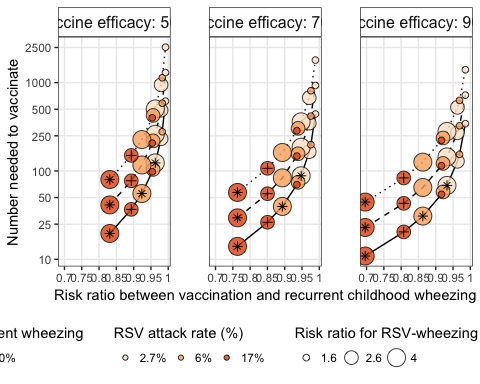 ccine efficacy: 5
ccine efficacy: 7
ccine efficacy: 9
Number needed to vaccinate
2500
1000
500
250
100
50
25
10
0.7 0.75 0.8 0.85 0.9 0.95 1
0.7 0.75 0.8 0.85 0.9 0.95 1
0.7 0.75 0.8 0.85 0.9 0.95 1
Risk ratio between vaccination and recurrent childhood wheezing
ent wheezing
0%
RSV attack rate (%)
2.7% 6% 17%
Risk ratio for RSV-wheezing
1.6 2.6 4